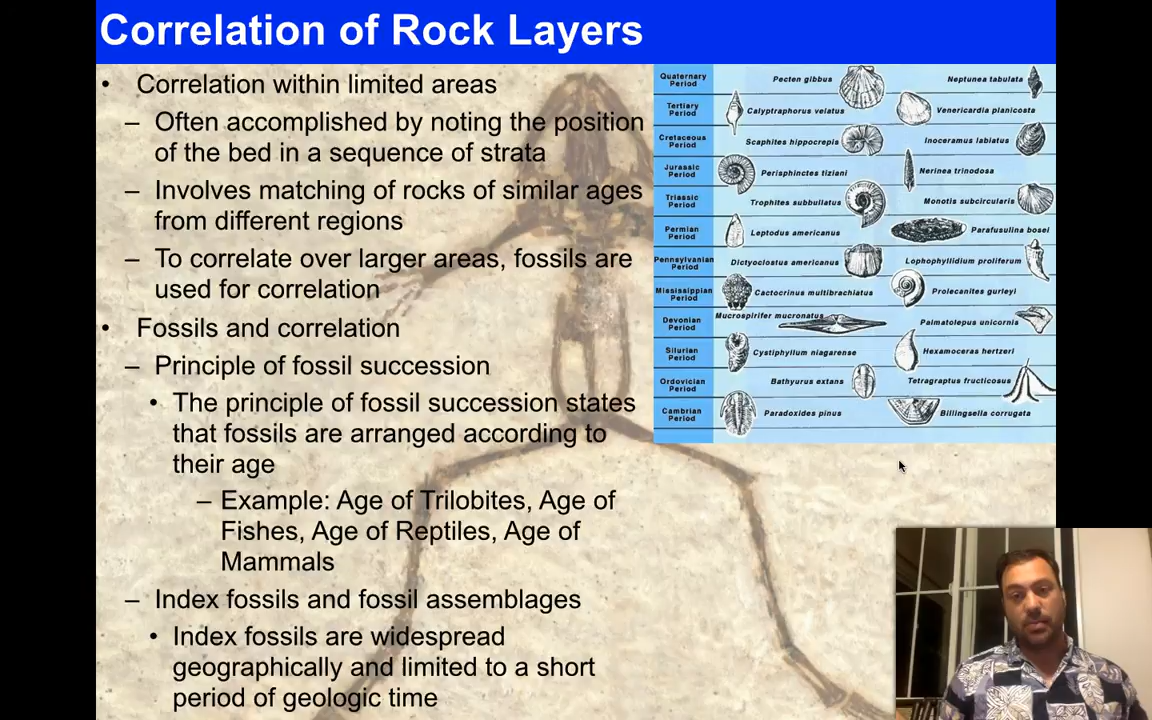 Correlation of Rock Layers
• Correlation within limited areas
– Often accomplished by noting the position
of the bed in a sequence of strata
– Involves matching of rocks of similar ages
from different regions
– To correlate over larger areas, fossils are
used for correlation
• Fossils and correlation
– Principle of fossil succession
• The principle of fossil succession states
that fossils are arranged according to
their age
– Example: Age of Trilobites, Age of
Fishes, Age of Reptiles, Age of
Mammals
– Index fossils and fossil assemblages
• Index fossils are widespread
geographically and limited to a short
period of geologic time
Quaternary
Period
Pecten gibbus
Neptunea tabulata
Tertiary
Period
Calyptraphorus velatus
Venericardia planicosta
Cretaceous
Period
Scaphites hippocrepis
Inoceramus labiatus
Jurassic
Period
Perisphinctes tiziani
Nerinea trinodosa
Triassic
Period
Trophites subbullatus
Monotis subcircularis
Permian
Period
Leptodus americanus
Parafusulina bosei
Pennsylvanian
Period
Dictyoclostus americanus
Lophophyllidium proliferum
Mississippian
Period
Cactocrinus multibrachiatus
Prolecanites gurleyi
Devonian
Period
Mucrospirifer mucronatus
Palmatolepus unicornia
Silurian
Period
Cystiphyllum niagarense
Hexamoceras hertzeri
Ordovician
Period
Bathyurus extans
Tetragraptus fructicosus
Cambrian
Period
Paradoxides pinus
Billingsella corrugata